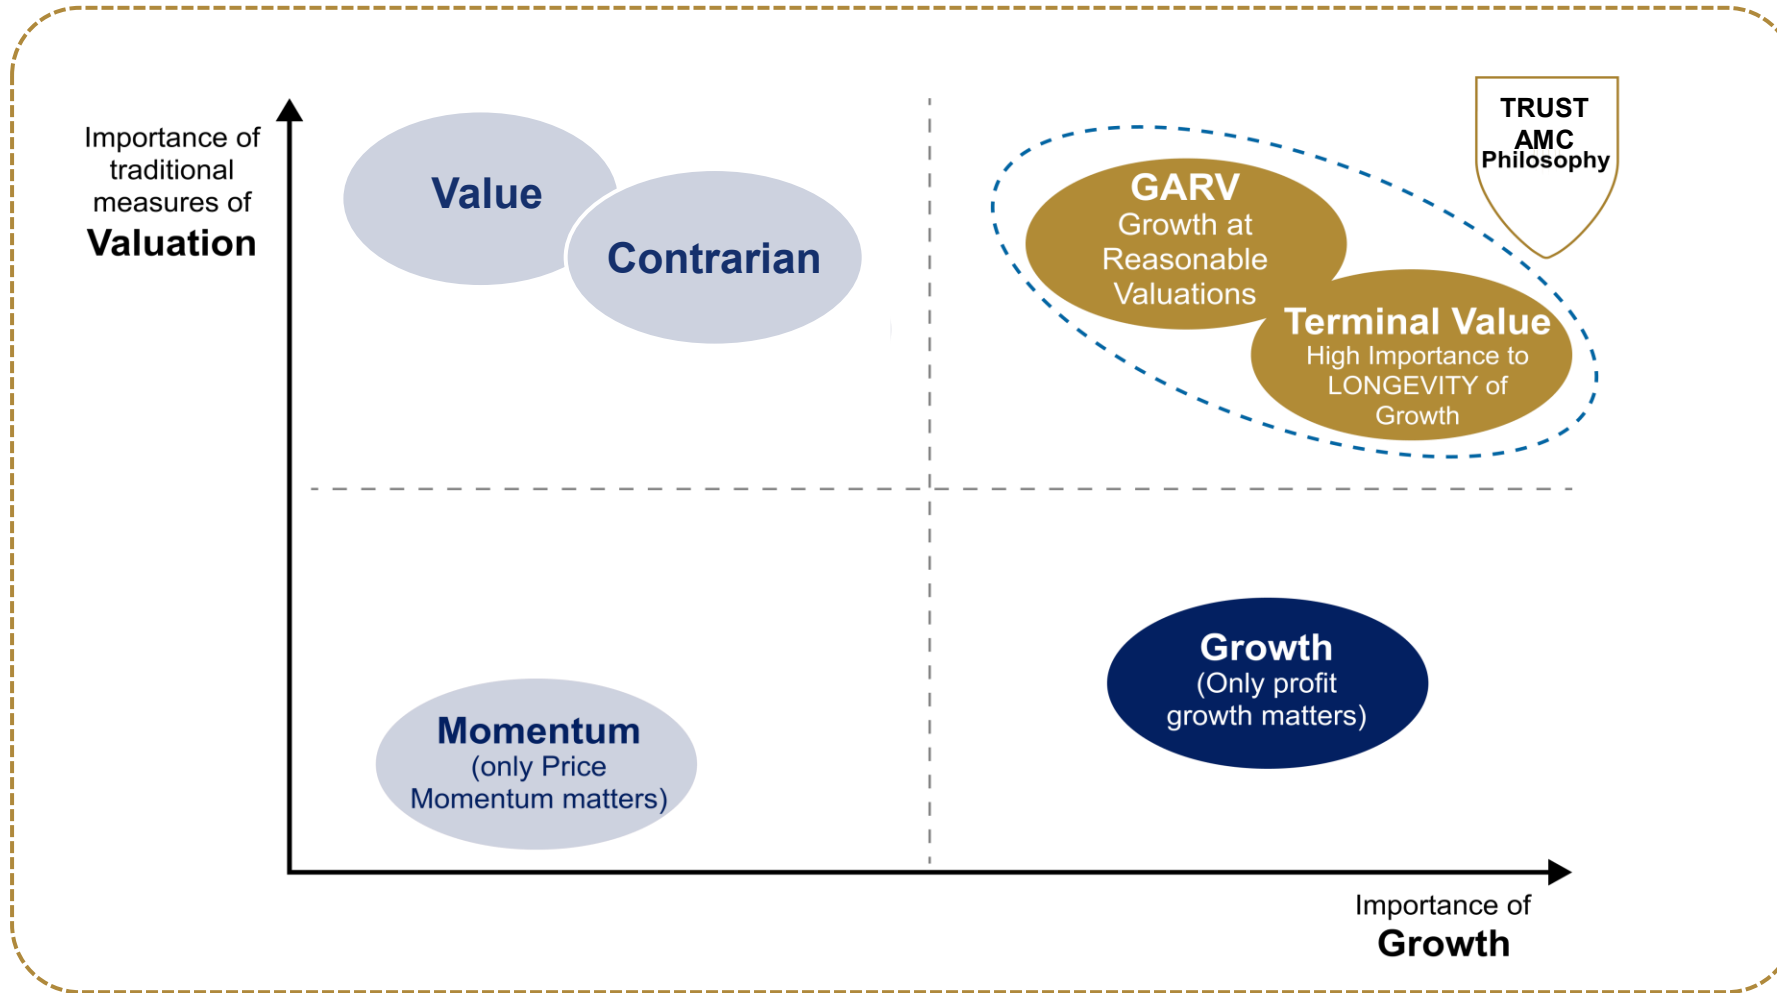 Importance of
traditional
measures of
Valuation
Value
Contrarian
GARV
Growth at
Reasonable
Valuations
Terminal Value
High Importance to
LONGEVITY of
Growth
TRUST
AMC
Philosophy
Momentum
(only Price
Momentum matters)
Growth
(Only profit
growth matters)
Importance of
Growth